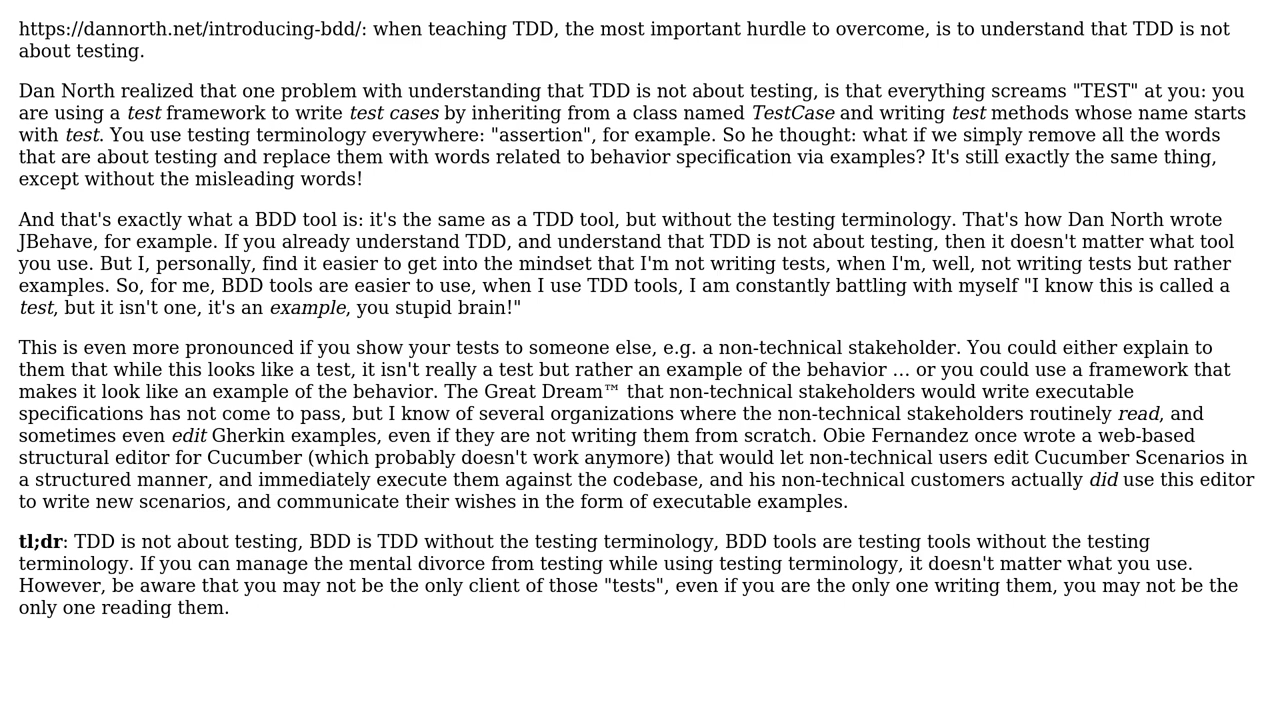 https://dannorth.net/introducing-bdd/: when teaching TDD, the most important hurdle to overcome, is to understand that TDD is not
about testing.
Dan North realized that one problem with understanding that TDD is not about testing, is that everything screams "TEST" at you: you
are using a test framework to write test cases by inheriting from a class named TestCase and writing test methods whose name starts
with test. You use testing terminology everywhere: "assertion", for example. So he thought: what if we simply remove all the words
that are about testing and replace them with words related to behavior specification via examples? It's still exactly the same thing,
except without the misleading words!
And that's exactly what a BDD tool is: it's the same as a TDD tool, but without the testing terminology. That's how Dan North wrote
JBehave, for example. If you already understand TDD, and understand that TDD is not about testing, then it doesn't matter what tool
you use. But I, personally, find it easier to get into the mindset that I'm not writing tests, when I'm, well, not writing tests but rather
examples. So, for me, BDD tools are easier to use, when I use TDD tools, I am constantly battling with myself "I know this is called a
test, but it isn't one, it's an example, you stupid brain!"
This is even more pronounced if you show your tests to someone else, e.g. a non-technical stakeholder. You could either explain to
them that while this looks like a test, it isn't really a test but rather an example of the behavior … or you could use a framework that
makes it look like an example of the behavior. The Great Dream™ that non-technical stakeholders would write executable
specifications has not come to pass, but I know of several organizations where the non-technical stakeholders routinely read, and
sometimes even edit Gherkin examples, even if they are not writing them from scratch. Obie Fernandez once wrote a web-based
structural editor for Cucumber (which probably doesn't work anymore) that would let non-technical users edit Cucumber Scenarios in
a structured manner, and immediately execute them against the codebase, and his non-technical customers actually did use this editor
to write new scenarios, and communicate their wishes in the form of executable examples.
tl;dr: TDD is not about testing, BDD is TDD without the testing terminology, BDD tools are testing tools without the testing
terminology. If you can manage the mental divorce from testing while using testing terminology, it doesn't matter what you use.
However, be aware that you may not be the only client of those "tests", even if you are the only one writing them, you may not be the
only one reading them.